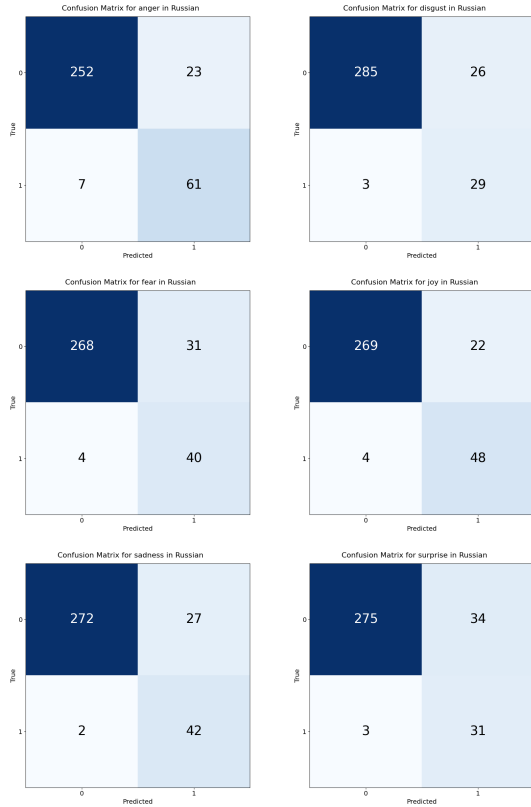 Confusion Matrix for anger in Russian
0
252
23
True
1
7
61
0
1
Predicted
Confusion Matrix for disgust in Russian
0
285
26
True
1
3
29
0
1
Predicted
Confusion Matrix for fear in Russian
0
268
31
True
1
4
40
0
1
Predicted
Confusion Matrix for joy in Russian
0
269
22
True
1
4
48
0
1
Predicted
Confusion Matrix for sadness in Russian
0
272
27
True
1
2
42
0
1
Predicted
Confusion Matrix for surprise in Russian
0
275
34
True
1
3
31
0
1
Predicted